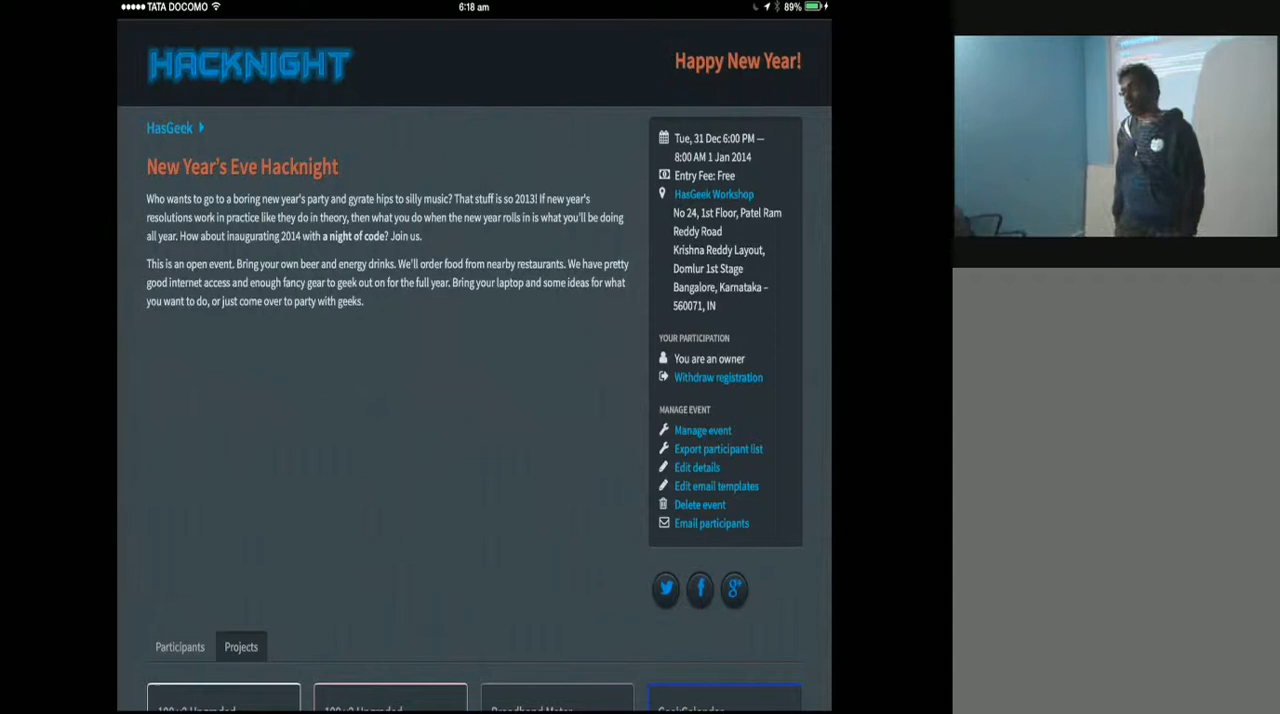 TATA DOCOMO
6:18 am
89%
HACKNIGHT
Happy New Year!
HasGeek
New Year's Eve Hacknight
Who wants to go to a boring new year's party and gyrate hips to silly music? That stuff is so 2013! If new year's
resolutions work in practice like they do in theory, then what you do when the new year rolls in is what you'll be doing
all year. How about inaugurating 2014 with a night of code? Join us.
This is an open event. Bring your own beer and energy drinks. We'll order food from nearby restaurants. We have pretty
good internet access and enough fancy gear to geek out on for the full year. Bring your laptop and some ideas for what
you want to do, or just come over to party with geeks.
Tue, 31 Dec 6:00 PM —
8:00 AM 1 Jan 2014
Entry Fee: Free
HasGeek Workshop
No 24, 1st Floor, Patel Ram
Reddy Road
Krishna Reddy Layout,
Domlur 1st Stage
Bangalore, Karnataka –
560071, IN
YOUR PARTICIPATION
You are an owner
Withdraw registration
MANAGE EVENT
Manage event
Export participant list
Edit details
Edit email templates
Delete event
Email participants
Participants
Projects